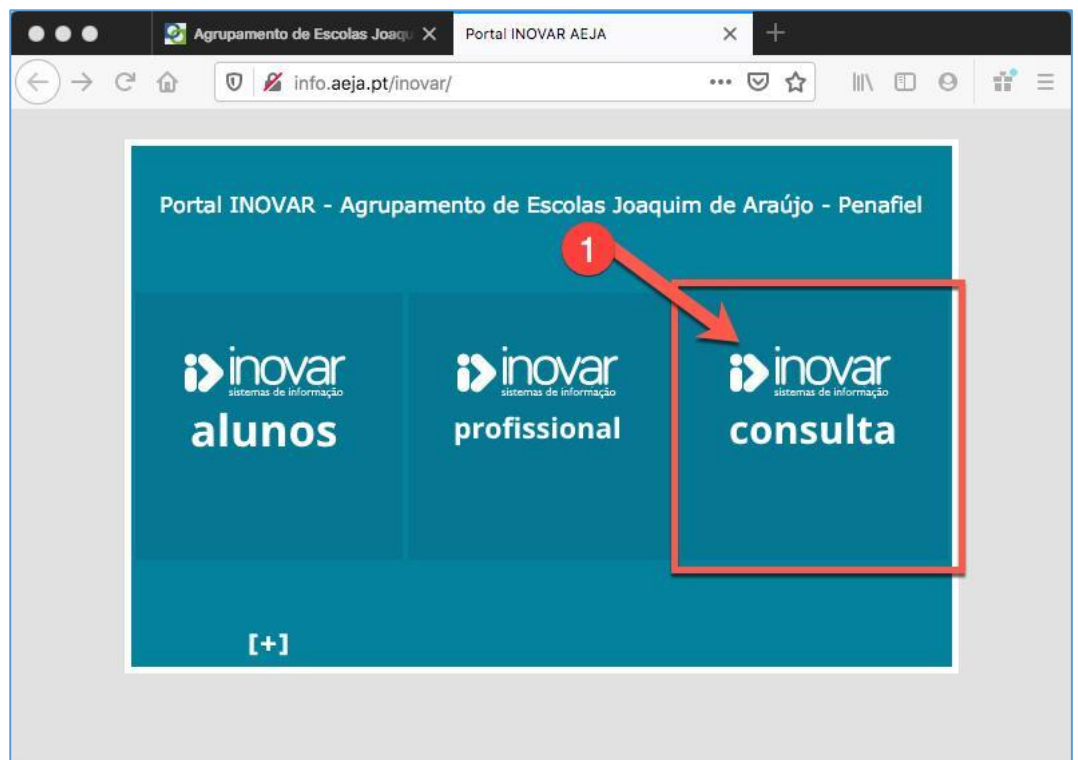 Agrupamento de Escolas Joaqu
Portal INOVAR AEJA
info.aeja.pt/inovar/
Portal INOVAR - Agrupamento de Escolas Joaquim de Araújo - Penafiel
1
inovar
sistemas de informação
alunos
inovar
sistemas de informação
profissional
inovar
sistemas de informação
consulta
[+]